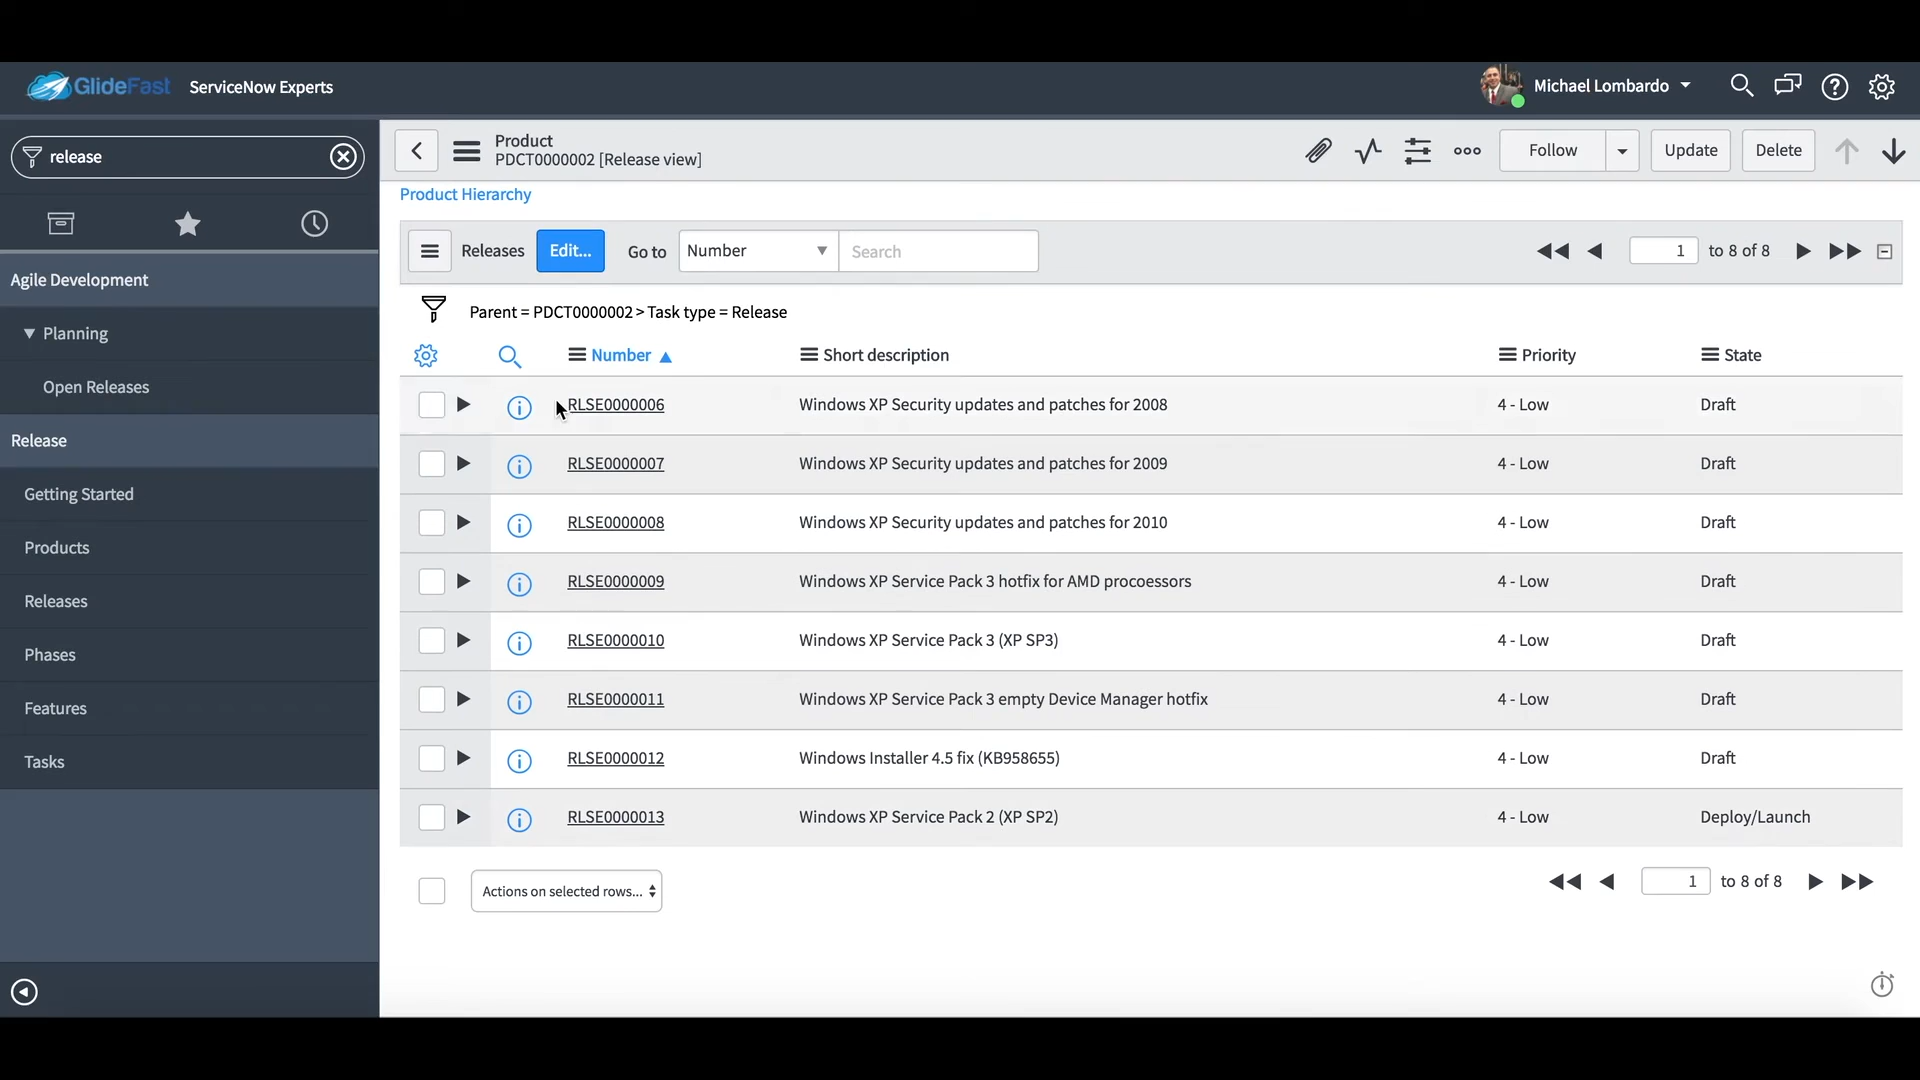 GlideFast ServiceNow Experts
Michael Lombardo
release
Product
PDCT0000002 [Release view]
Follow
Update
Delete
Product Hierarchy
Releases Edit... Go to Number Search 1 to 8 of 8
Agile Development
Planning
Open Releases
Release
Getting Started
Products
Releases
Phases
Features
Tasks
Parent = PDCT0000002 > Task type = Release
Number Short description Priority State
RLSE0000006 Windows XP Security updates and patches for 2008 4 - Low Draft
RLSE0000007 Windows XP Security updates and patches for 2009 4 - Low Draft
RLSE0000008 Windows XP Security updates and patches for 2010 4 - Low Draft
RLSE0000009 Windows XP Service Pack 3 hotfix for AMD procoessors 4 - Low Draft
RLSE0000010 Windows XP Service Pack 3 (XP SP3) 4 - Low Draft
RLSE0000011 Windows XP Service Pack 3 empty Device Manager hotfix 4 - Low Draft
RLSE0000012 Windows Installer 4.5 fix (KB958655) 4 - Low Draft
RLSE0000013 Windows XP Service Pack 2 (XP SP2) 4 - Low Deploy/Launch
Actions on selected rows... 1 to 8 of 8